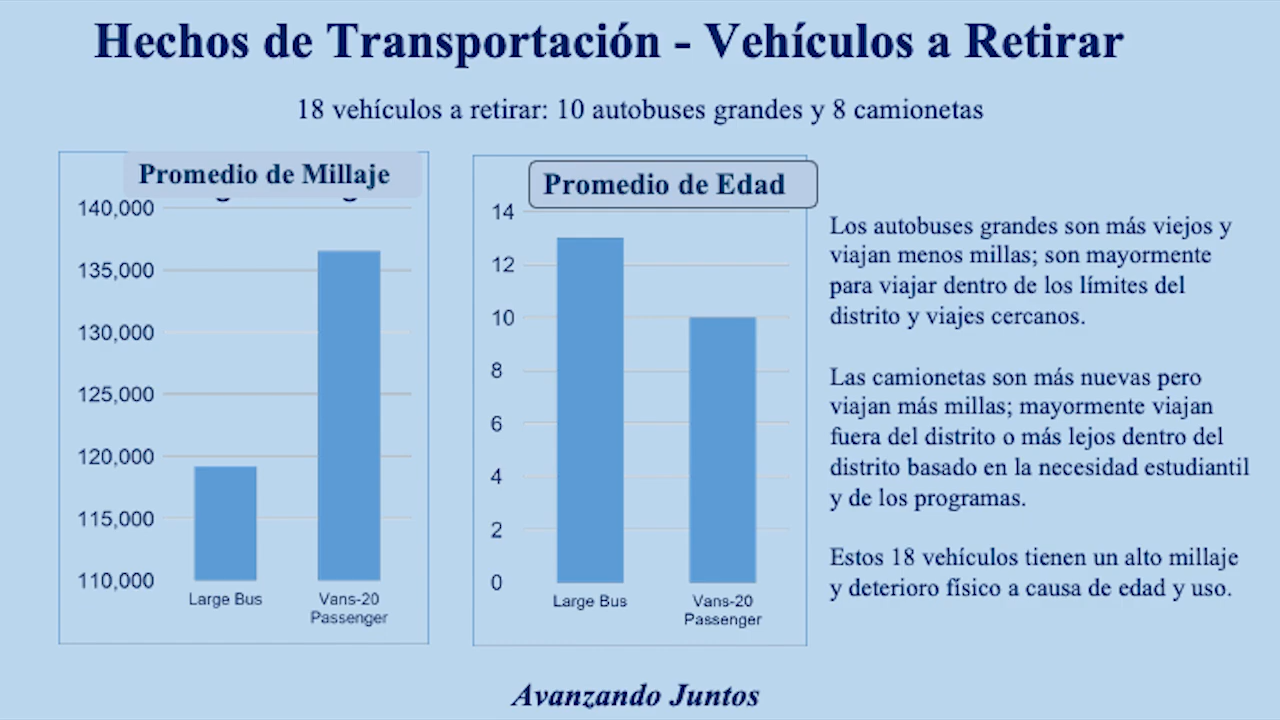 Hechos de Transportación - Vehículos a Retirar
18 vehículos a retirar: 10 autobuses grandes y 8 camionetas
Promedio de Millaje
140,000
135,000
130,000
125,000
120,000
115,000
110,000
Large Bus
Vans-20
Passenger
Promedio de Edad
14
12
10
8
6
4
2
0
Large Bus
Vans-20
Passenger
Los autobuses grandes son más viejos y
viajan menos millas; son mayormente
para viajar dentro de los límites del
distrito y viajes cercanos.
Las camionetas son más nuevas pero
viajan más millas; mayormente viajan
fuera del distrito o más lejos dentro del
distrito basado en la necesidad estudiantil
y de los programas.
Estos 18 vehículos tienen un alto millaje
y deterioro físico a causa de edad y uso.
Avanzando Juntos